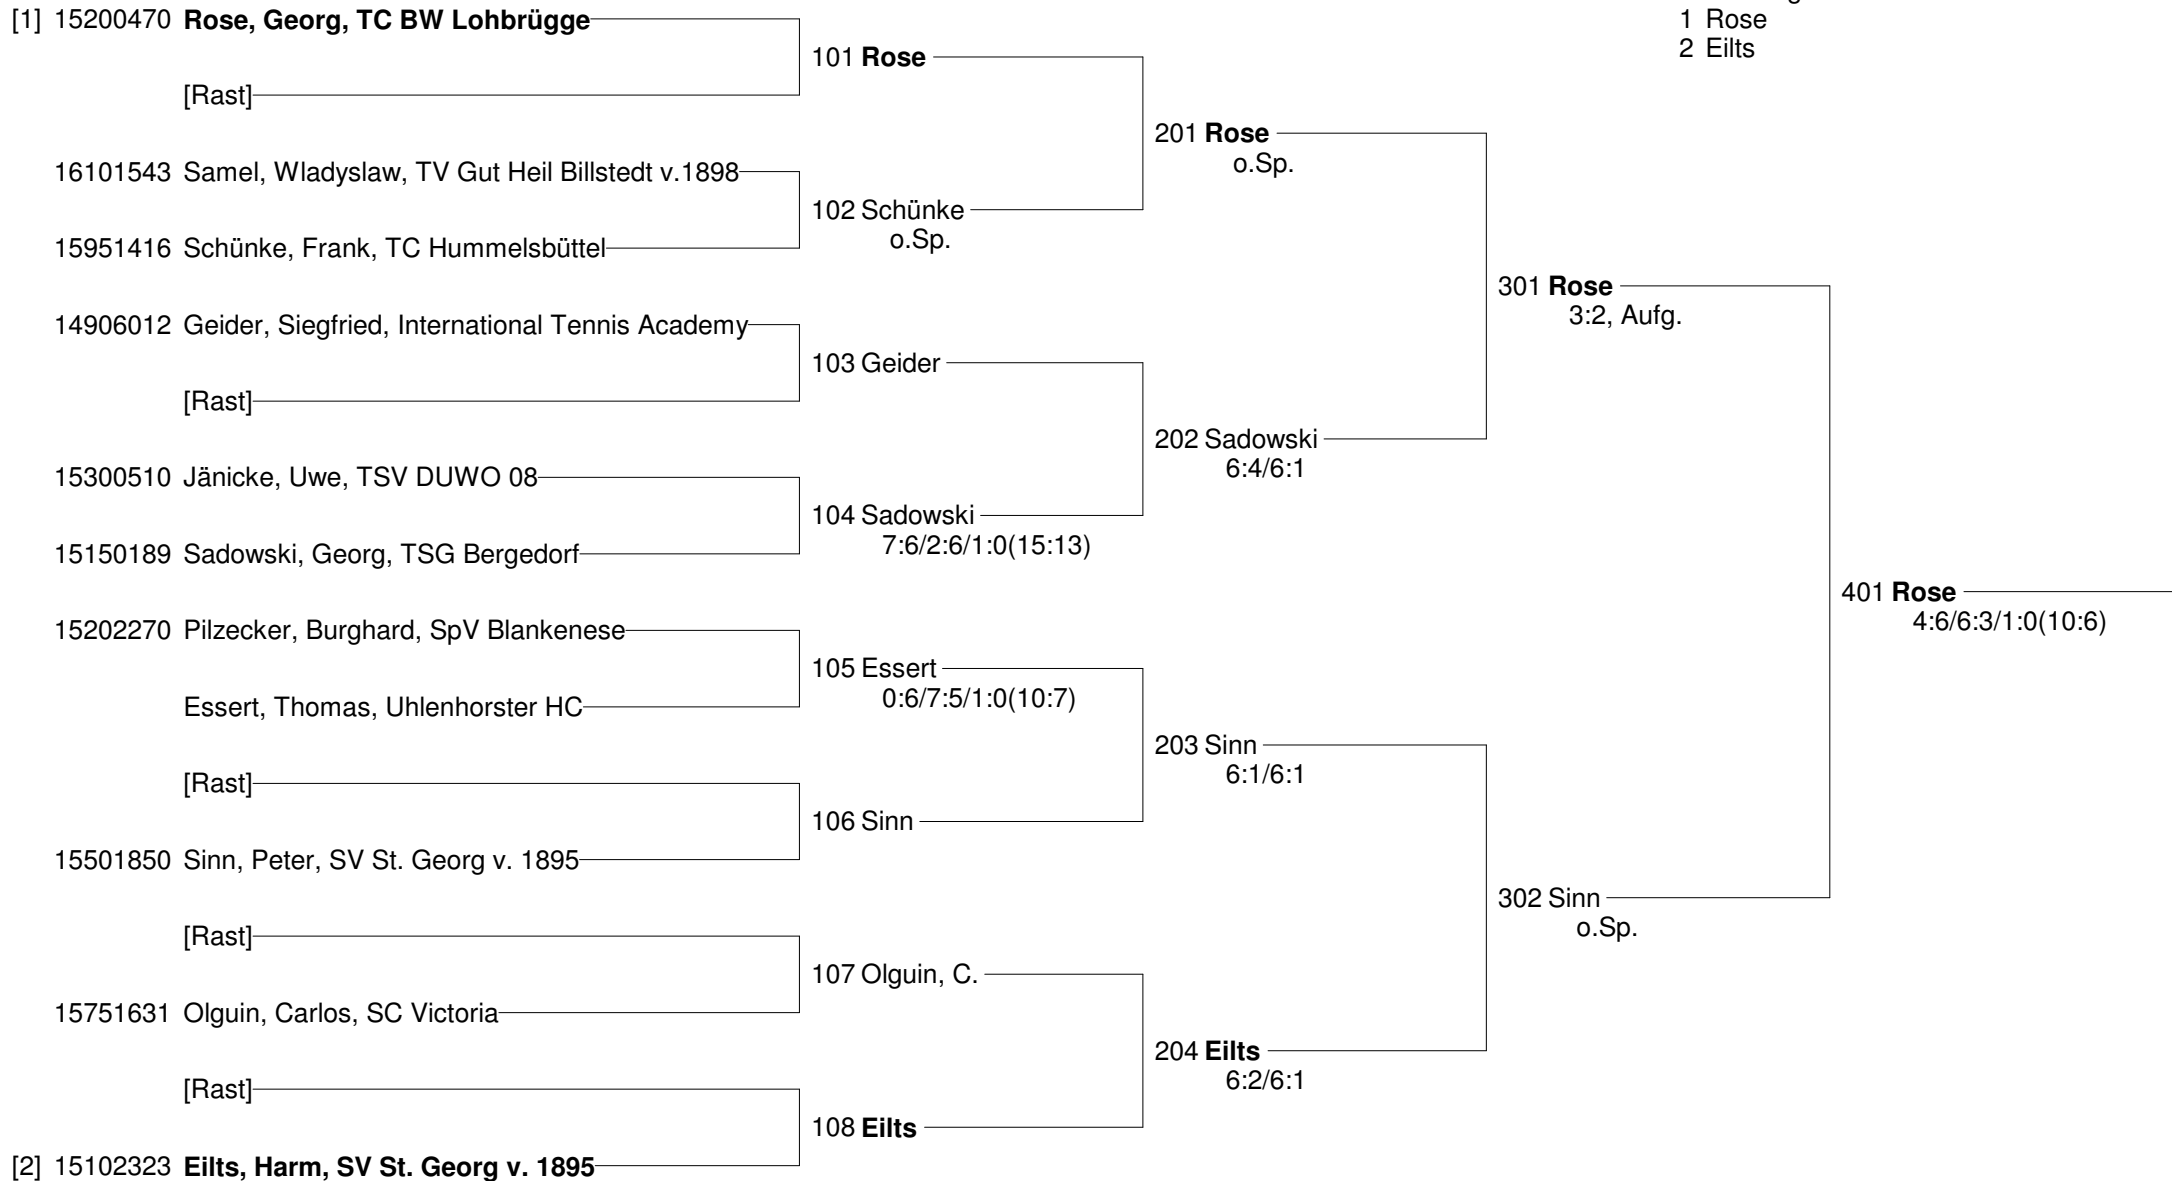 [1] 15200470 Rose, Georg, TC BW Lohbrügge
[Rast]
16101543 Samel, Wladyslaw, TV Gut Heil Billstedt v.1898
15951416 Schünke, Frank, TC Hummelsbüttel
14906012 Geider, Siegfried, International Tennis Academy
[Rast]
15300510 Jänicke, Uwe, TSV DUWO 08
15150189 Sadowski, Georg, TSG Bergedorf
15202270 Pilzecker, Burghard, SpV Blankenese
Essert, Thomas, Uhlenhorster HC
[Rast]
15501850 Sinn, Peter, SV St. Georg v. 1895
[Rast]
15751631 Olguin, Carlos, SC Victoria
[Rast]
[2] 15102323 Eilts, Harm, SV St. Georg v. 1895
101 Rose
102 Schünke
o.Sp.
103 Geider
104 Sadowski
7:6/2:6/1:0(15:13)
105 Essert
0:6/7:5/1:0(10:7)
106 Sinn
107 Olguin, C.
108 Eilts
201 Rose
o.Sp.
202 Sadowski
6:4/6:1
203 Sinn
6:1/6:1
204 Eilts
6:2/6:1
301 Rose
3:2, Aufg.
302 Sinn
o.Sp.
401 Rose
4:6/6:3/1:0(10:6)
1 Rose
2 Eilts